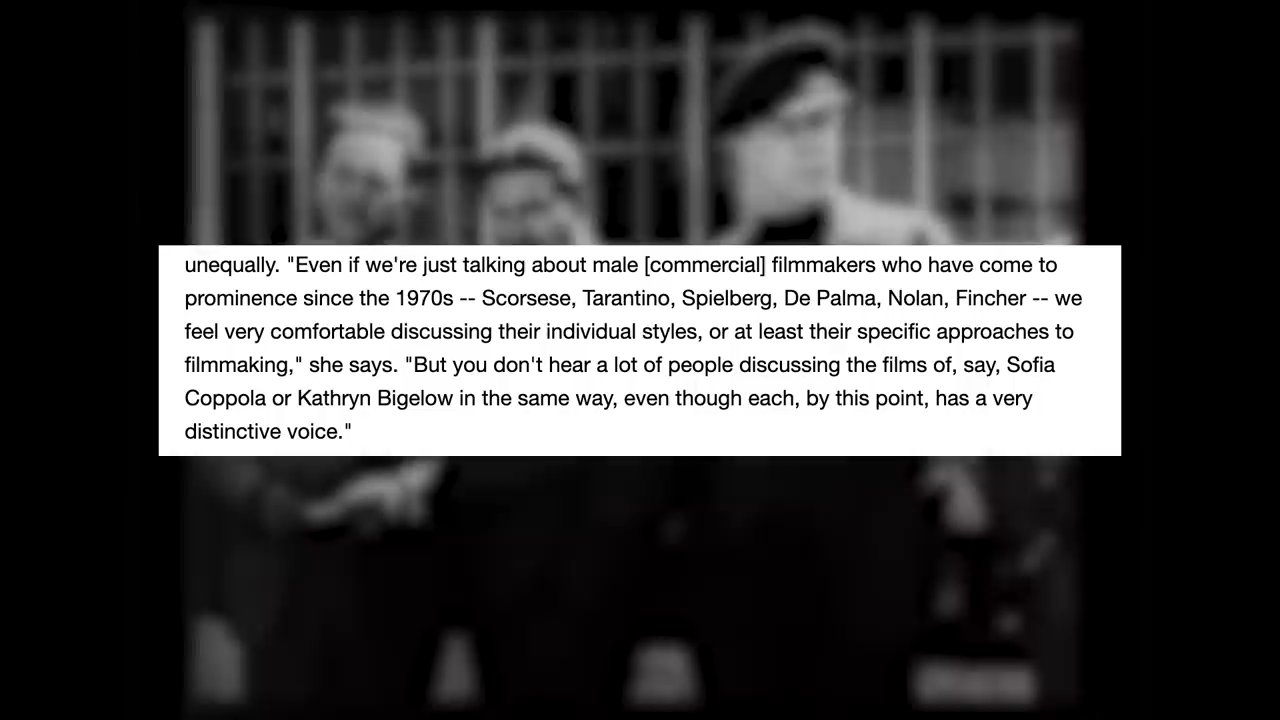 unequally. "Even if we're just talking about male [commercial] filmmakers who have come to
prominence since the 1970s -- Scorsese, Tarantino, Spielberg, De Palma, Nolan, Fincher -- we
feel very comfortable discussing their individual styles, or at least their specific approaches to
filmmaking," she says. "But you don't hear a lot of people discussing the films of, say, Sofia
Coppola or Kathryn Bigelow in the same way, even though each, by this point, has a very
distinctive voice."